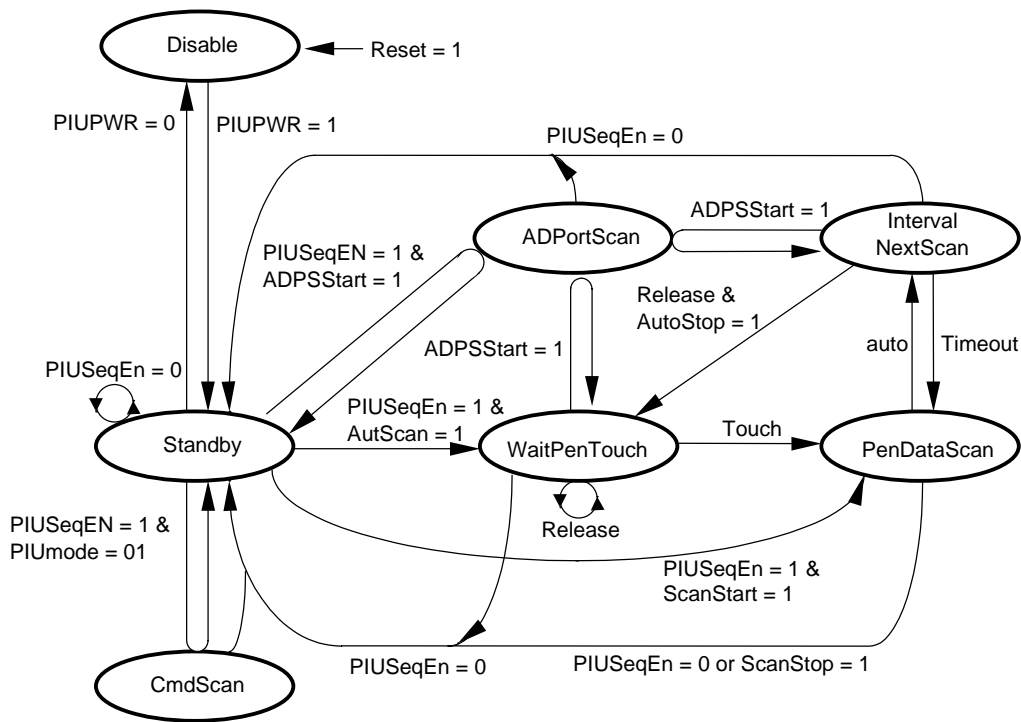 Disable
Reset = 1
PIUPWR = 0
PIUPWR = 1
PIUSeqEn = 0
ADPortScan
ADPSStart = 1
Interval
NextScan
PIUSeqEN = 1 &
ADPSStart = 1
Release &
AutoStop = 1
ADPSStart = 1
auto
Timeout
PIUSeqEn = 0
PIUSeqEn = 1 &
AutScan = 1
Standby
WaitPenTouch
Touch
PenDataScan
PIUSeqEN = 1 &
PIUmode = 01
Release
PIUSeqEn = 1 &
ScanStart = 1
PIUSeqEn = 0
PIUSeqEn = 0 or ScanStop = 1
CmdScan